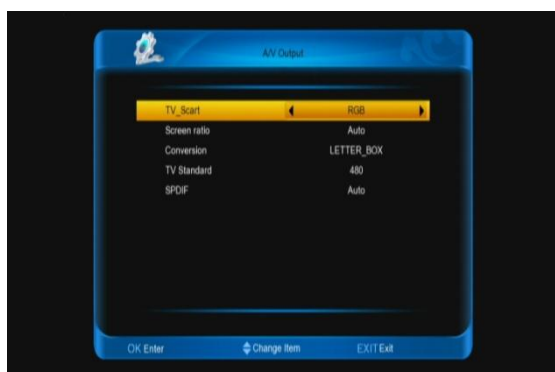 A/V Output
TV_Scart RGB
Screen ratio Auto
Conversion LETTER_BOX
TV Standard 480
SPDIF Auto
OK Enter Change Item EXIT Exit